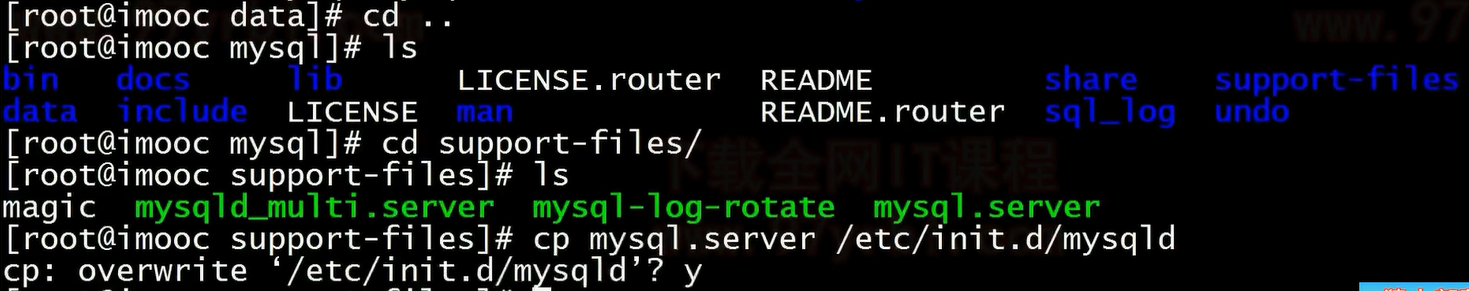 [root@imooc data]# cd ..
[root@imooc mysql]# ls
bin docs lib LICENSE.router README share support-files
data include LICENSE man README.router sql_log undo
[root@imooc mysql]# cd support-files/
[root@imooc support-files]# ls
magic mysqld_multi.server mysql-log-rotate mysql.server
[root@imooc support-files]# cp mysql.server /etc/init.d/mysqld
cp: overwrite ‘/etc/init.d/mysqld’? y
www.97
下载全网IT课程